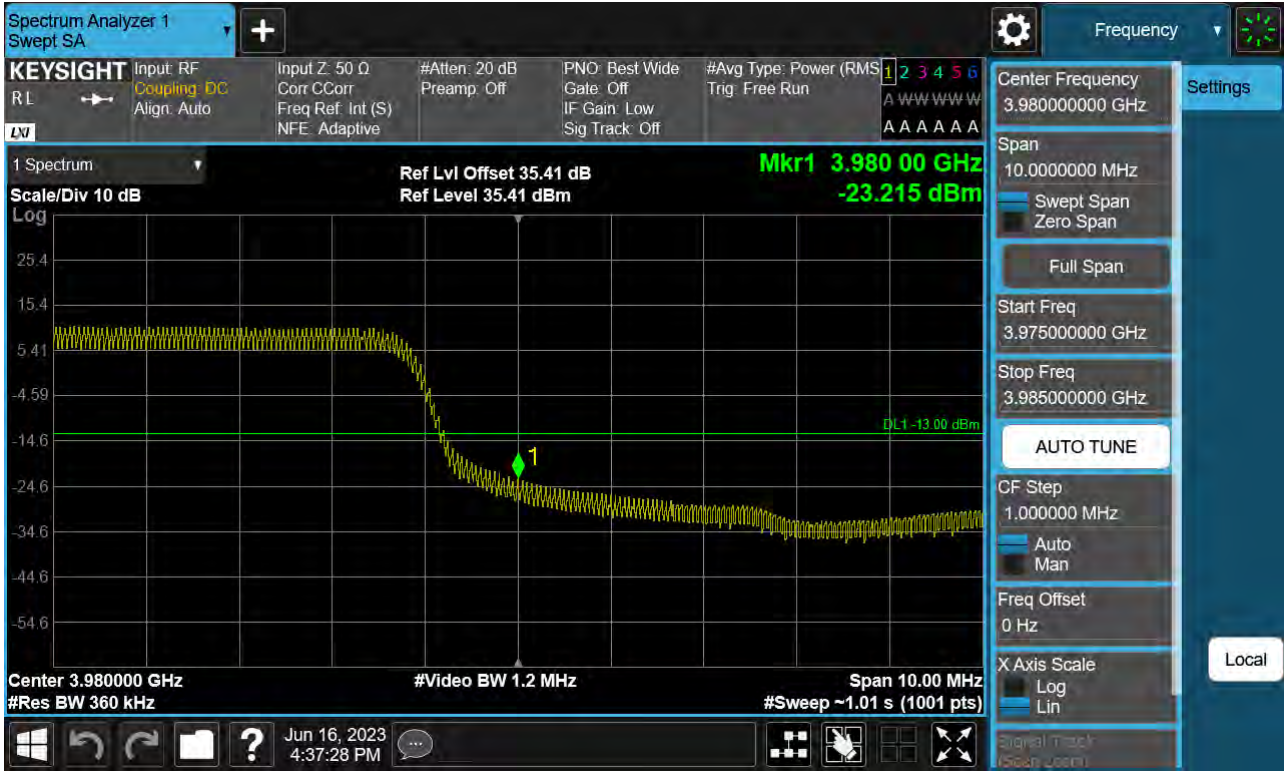 Spectrum Analyzer 1
Swept SA
Frequency
KEYSIGHT
R L
LXI
Input: RF
Coupling: DC
Align: Auto
Input Z: 50 Ω
Corr CCorr
Freq Ref: Int (S)
NFE: Adaptive
#Atten: 20 dB
Preamp: Off
PNO: Best Wide
Gate: Off
IF Gain: Low
Sig Track: Off
#Avg Type: Power (RMS
Trig: Free Run
1 2 3 4 5 6
A W W W W W
A A A A A A
Settings
1 Spectrum
Scale/Div 10 dB
Log
Ref Lvl Offset 35.41 dB
Ref Level 35.41 dBm
Mkr1 3.980 00 GHz
-23.215 dBm
25.4
15.4
5.41
-4.59
-14.6
-24.6
-34.6
-44.6
-54.6
DL1 -13.00 dBm
1
Center 3.980000 GHz
#Res BW 360 kHz
#Video BW 1.2 MHz
Span 10.00 MHz
#Sweep ~1.01 s (1001 pts)
Center Frequency
3.980000000 GHz
Span
10.0000000 MHz
Swept Span
Zero Span
Full Span
Start Freq
3.975000000 GHz
Stop Freq
3.985000000 GHz
AUTO TUNE
CF Step
1.000000 MHz
Auto
Man
Freq Offset
0 Hz
X Axis Scale
Log
Lin
Signal Track
(Span Zoom)
Local
?
Jun 16, 2023
4:37:28 PM